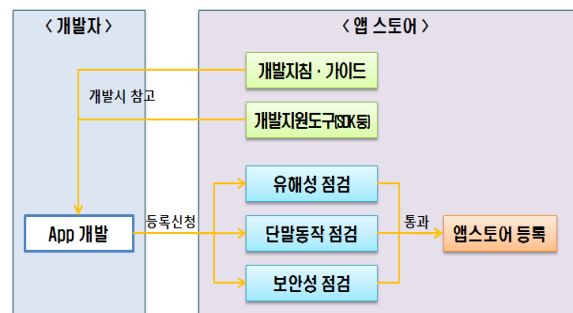 < 개발자 >
< 앱 스토어 >
개발지침 · 가이드
개발시 참고
개발지원도구(SDK 등)
유해성 점검
등록신청
통과
App 개발
단말동작 점검
앱스토어 등록
보안성 점검